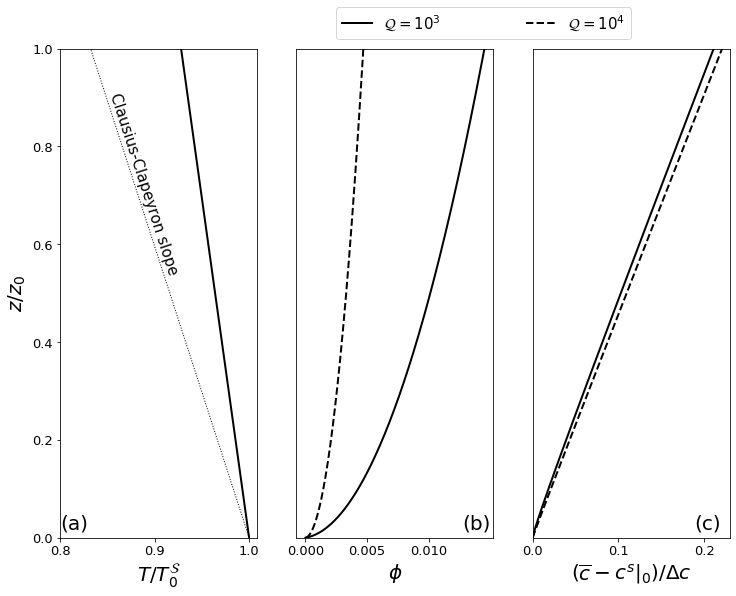 𝒬 = 10³ 𝒬 = 10⁴
1.0
0.8
0.6
0.4
0.2
0.0
z/z₀
Clausius-Clapeyron slope
(a) (b) (c)
0.8 0.9 1.0 0.000 0.005 0.010 0.0 0.1 0.2
T/T₀^𝒮 ϕ (c̅ − cˢ|₀)/Δc